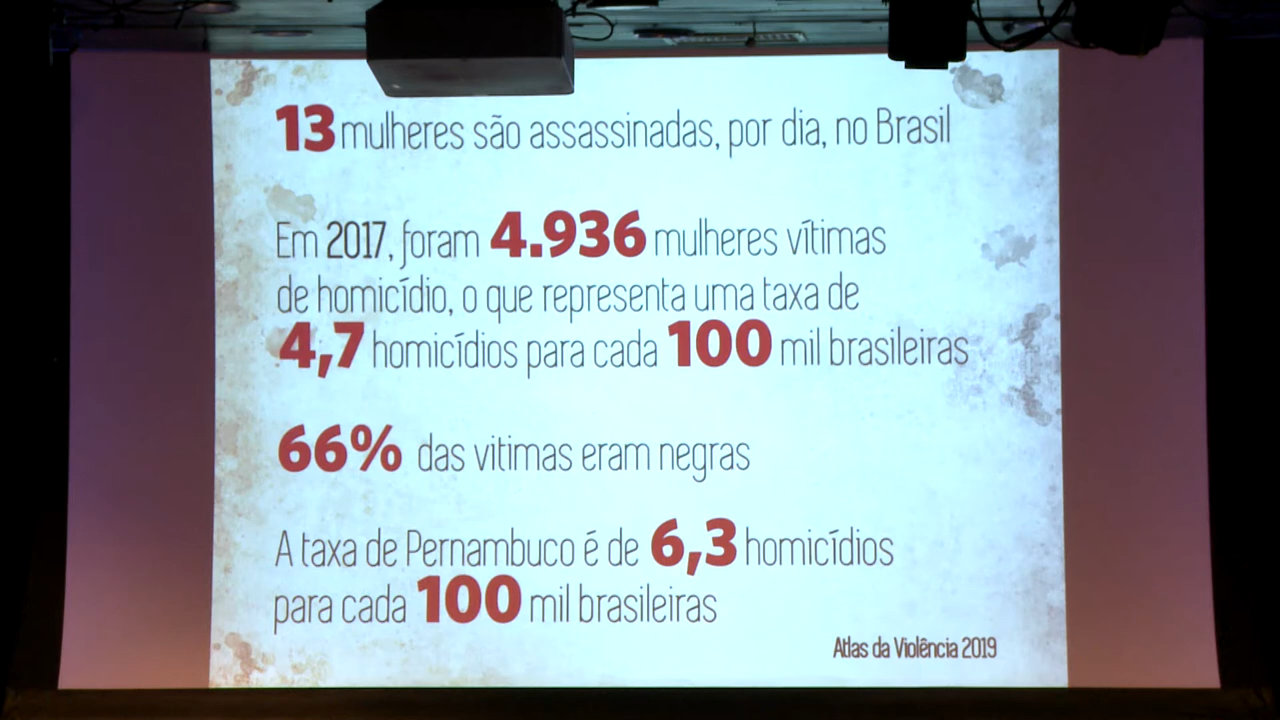 13 mulheres são assassinadas, por dia, no Brasil
Em 2017, foram 4.936 mulheres vítimas
de homicídio, o que representa uma taxa de
4,7 homicídios para cada 100 mil brasileiras
66% das vitimas eram negras
A taxa de Pernambuco é de 6,3 homicídios
para cada 100 mil brasileiras
Atlas da Violência 2019